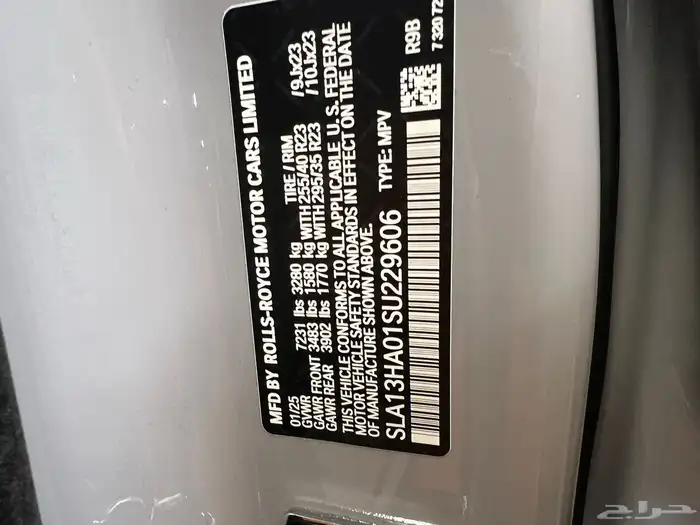 MFD BY ROLLS-ROYCE MOTOR CARS LIMITED
01/25 TIRE / RIM
GVWR 7231 lbs 3280 kg
GAWR FRONT 3483 lbs 1580 kg WITH 255/40 R23 / 9Jx23
GAWR REAR 3902 lbs 1770 kg WITH 295/35 R23 / 10Jx23
THIS VEHICLE CONFORMS TO ALL APPLICABLE U. S. FEDERAL
MOTOR VEHICLE SAFETY STANDARDS IN EFFECT ON THE DATE
OF MANUFACTURE SHOWN ABOVE.
SLA13HA01SU229606 TYPE: MPV
R9B
7 32072
حراج